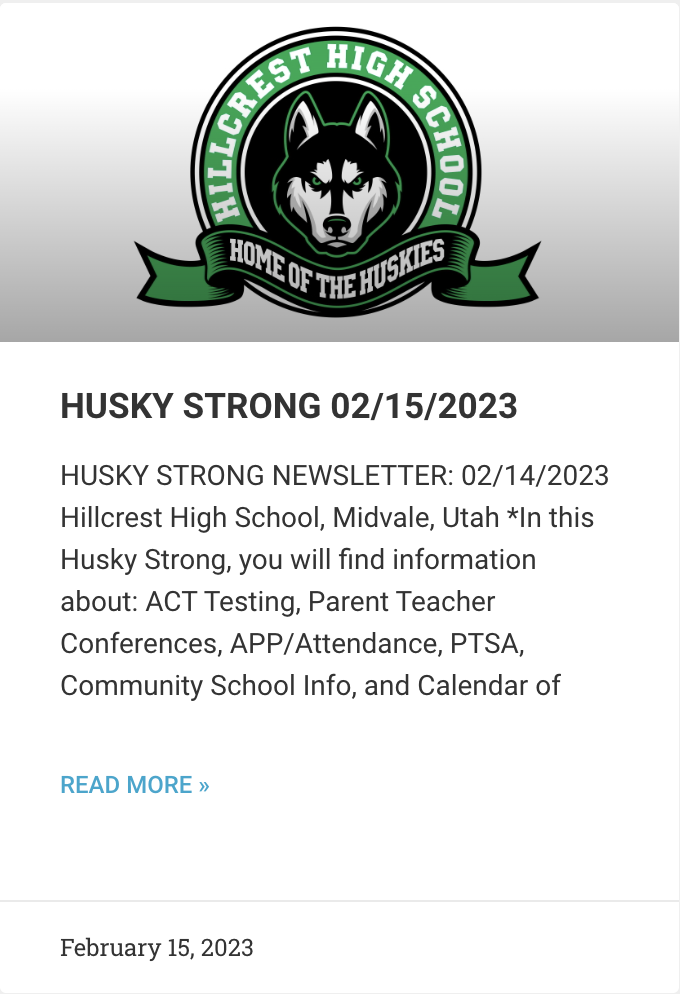 HILLCREST HIGH SCHOOL
HOME OF THE HUSKIES
HUSKY STRONG 02/15/2023
HUSKY STRONG NEWSLETTER: 02/14/2023
Hillcrest High School, Midvale, Utah *In this
Husky Strong, you will find information
about: ACT Testing, Parent Teacher
Conferences, APP/Attendance, PTSA,
Community School Info, and Calendar of
READ MORE »
February 15, 2023